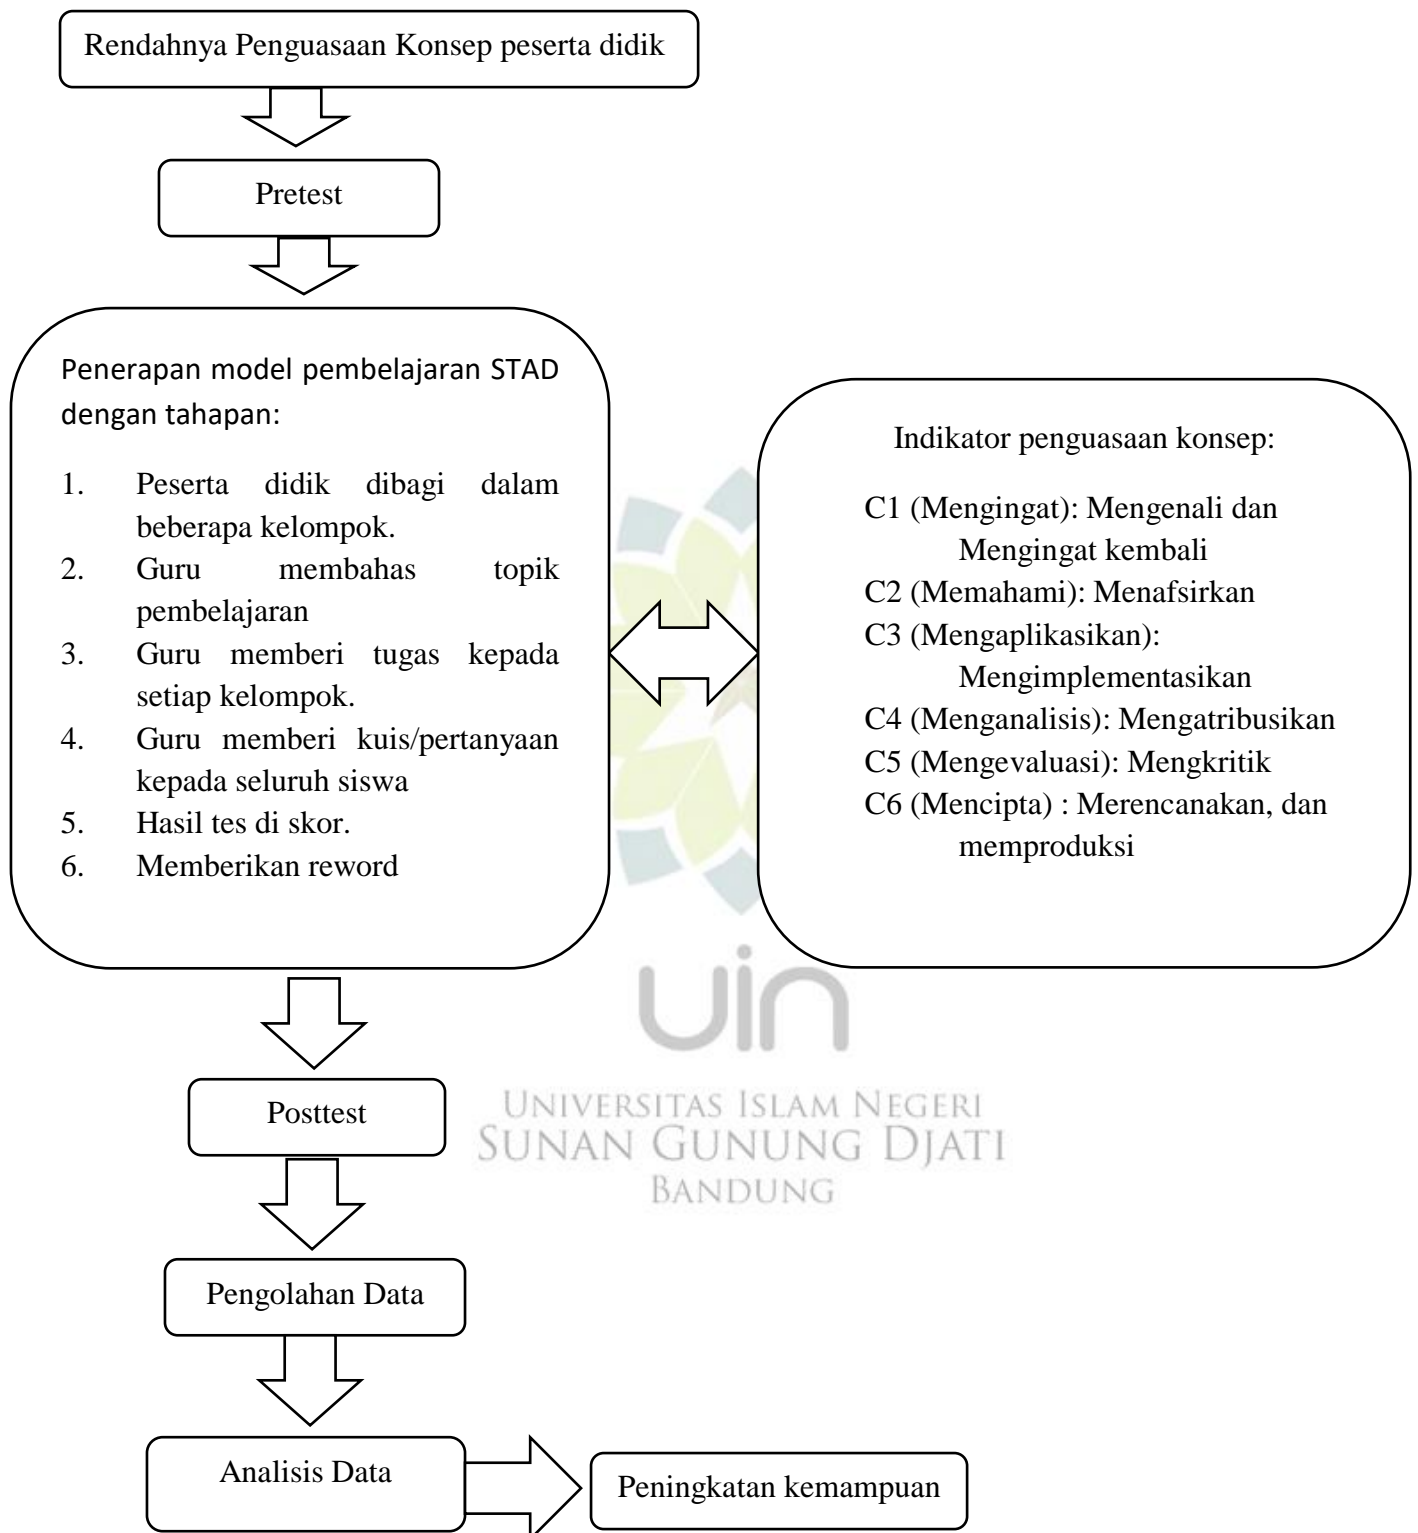 Rendahnya Penguasaan Konsep peserta didik
Pretest
Penerapan model pembelajaran STAD
dengan tahapan:
1. Peserta didik dibagi dalam
beberapa kelompok.
2. Guru membahas topik
pembelajaran
3. Guru memberi tugas kepada
setiap kelompok.
4. Guru memberi kuis/pertanyaan
kepada seluruh siswa
5. Hasil tes di skor.
6. Memberikan reword
Indikator penguasaan konsep:
C1 (Mengingat): Mengenali dan
Mengingat kembali
C2 (Memahami): Menafsirkan
C3 (Mengaplikasikan):
Mengimplementasikan
C4 (Menganalisis): Mengatribusikan
C5 (Mengevaluasi): Mengkritik
C6 (Mencipta) : Merencanakan, dan
memproduksi
uin
UNIVERSITAS ISLAM NEGERI
SUNAN GUNUNG DJATI
BANDUNG
Posttest
Pengolahan Data
Analisis Data
Peningkatan kemampuan